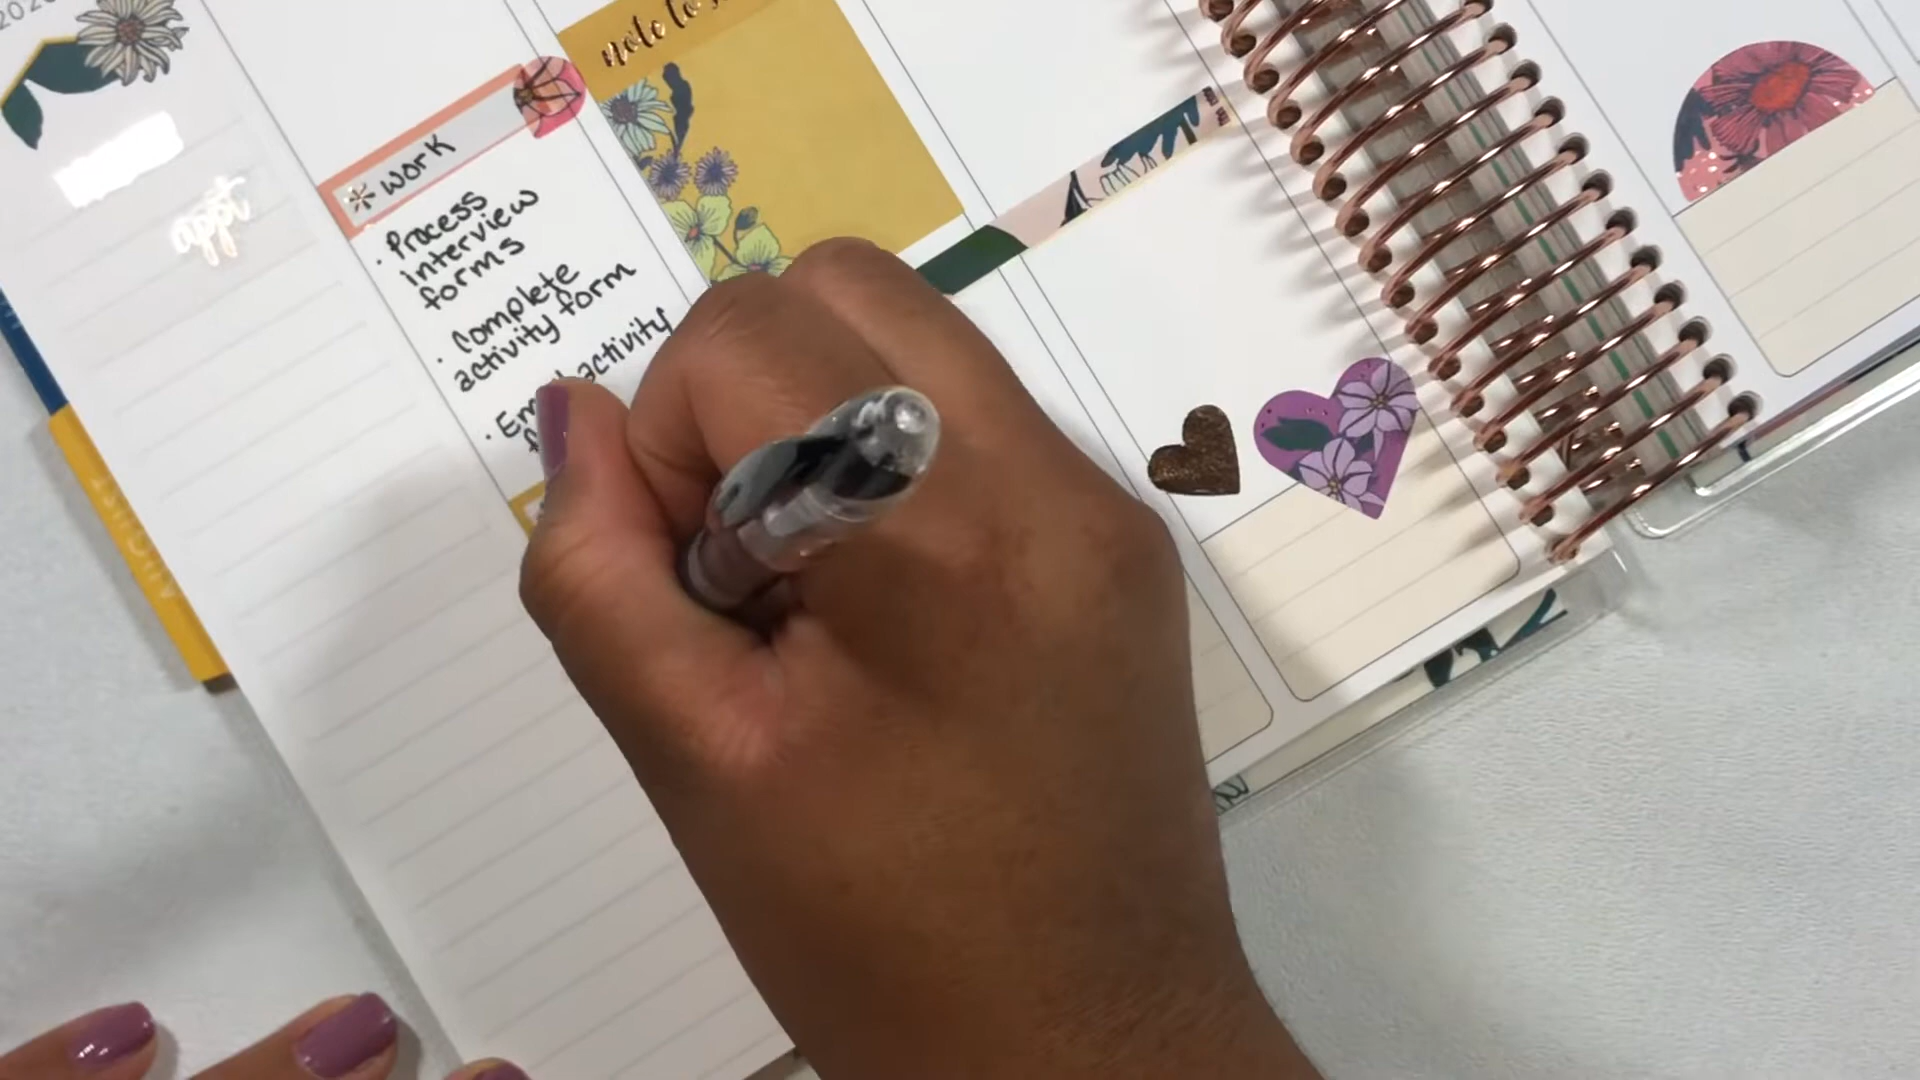 note to
work
• Process
interview
forms
• Complete
activity form
• Em activity
appt